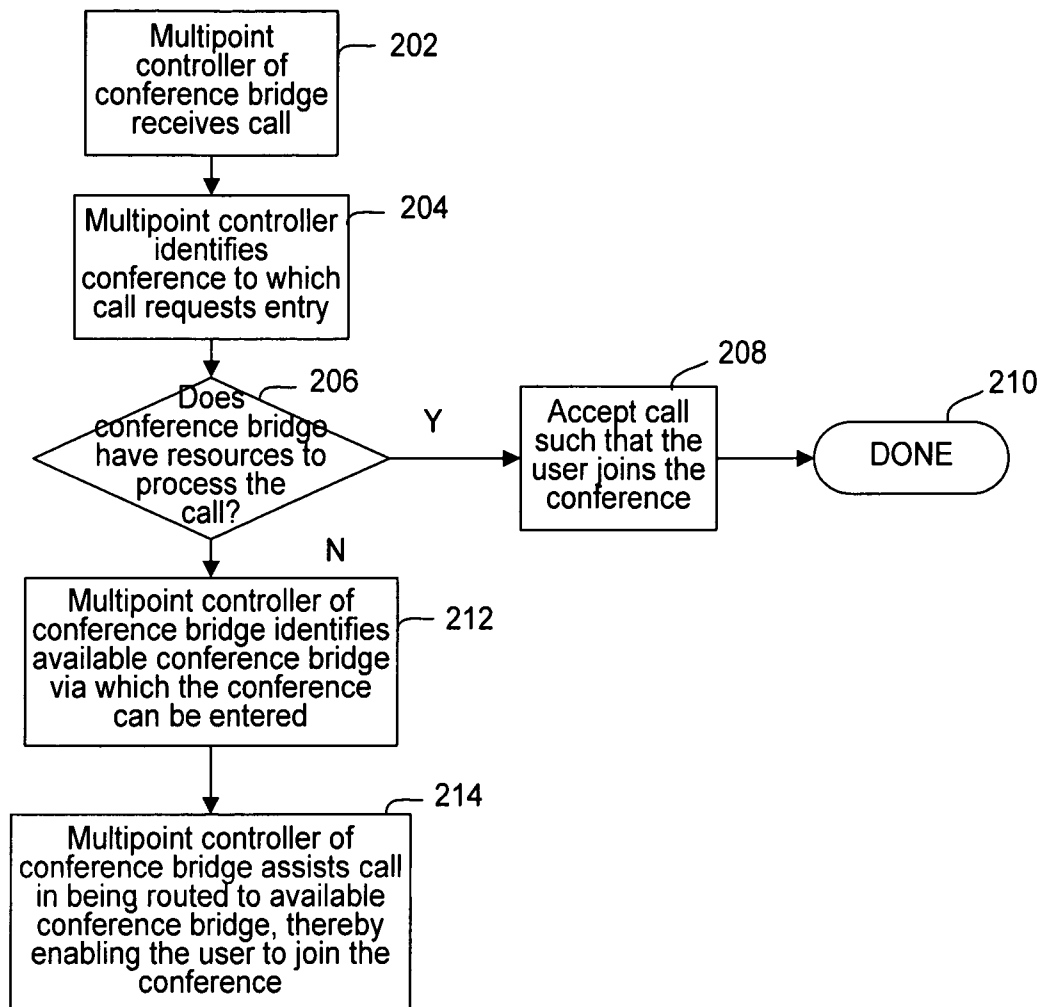 Multipoint
controller of
conference bridge
receives call
202
Multipoint controller
identifies
conference to which
call requests entry
204
Does
conference bridge
have resources to
process the
call?
206
Y
Accept call
such that the
user joins the
conference
208
DONE
210
N
Multipoint controller of
conference bridge identifies
available conference bridge
via which the conference
can be entered
212
Multipoint controller of
conference bridge assists call
in being routed to available
conference bridge, thereby
enabling the user to join the
conference
214